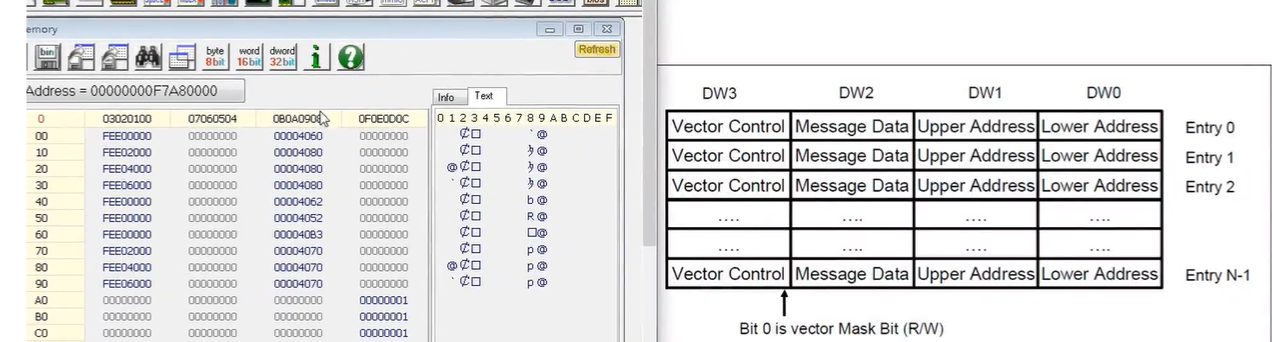 emory
Refresh
bin
byte
8bit
word
16bit
dword
32bit
Address = 00000000F7A80000
Info
Text
0 03020100 07060504 0B0A0908 0F0E0D0C
0 1 2 3 4 5 6 7 8 9 A B C D E F
00 FEE00000 00000000 00004060 00000000
10 FEE02000 00000000 00004080 00000000
20 FEE04000 00000000 00004080 00000000
30 FEE06000 00000000 00004080 00000000
40 FEE00000 00000000 00004062 00000000
50 FEE00000 00000000 00004052 00000000
60 FEE00000 00000000 000040B3 00000000
70 FEE02000 00000000 00004070 00000000
80 FEE04000 00000000 00004070 00000000
90 FEE06000 00000000 00004070 00000000
A0 00000000 00000000 00000000 00000001
B0 00000000 00000000 00000000 00000001
C0 00000000 00000000 00000000 00000001
DW3 DW2 DW1 DW0
Vector Control Message Data Upper Address Lower Address Entry 0
Vector Control Message Data Upper Address Lower Address Entry 1
Vector Control Message Data Upper Address Lower Address Entry 2
.... .... .... ....
.... .... .... ....
Vector Control Message Data Upper Address Lower Address Entry N-1
Bit 0 is vector Mask Bit (R/W)